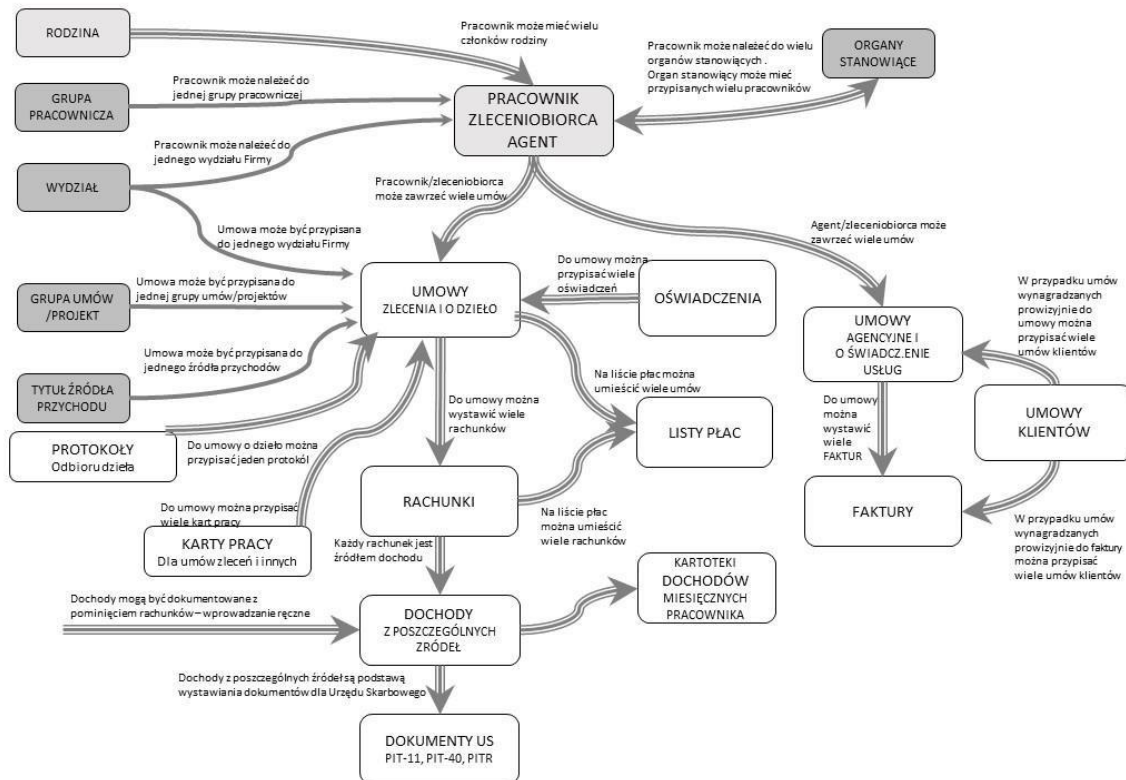 RODZINA
Pracownik może mieć wielu
członków rodziny
Pracownik może należeć do wielu
organów stanowiących .
Organ stanowiący może mieć
przypisanych wielu pracowników
ORGANY
STANOWIĄCE
Pracownik może należeć do
jednej grupy pracowniczej
GRUPA
PRACOWNICZA
PRACOWNIK
ZLECENIOBIORCA
AGENT
Pracownik może należeć do
jednego wydziału Firmy
WYDZIAŁ
Pracownik/zleceniobiorca
może zawrzeć wiele umów
Umowa może być przypisana
do jednego wydziału Firmy
Agent/zleceniobiorca może
zawrzeć wiele umów
Do umowy można
przypisać wiele
oświadczeń
Umowa może być przypisana do
jednej grupy umów/projektów
GRUPA UMÓW
/PROJEKT
UMOWY
ZLECENIA I O DZIEŁO
OŚWIADCZENIA
W przypadku umów
wynagradzanych
prowizyjnie do
umowy można
przypisać wiele
umów klientów
UMOWY
AGENCYJNE I
O ŚWIADCZ.ENIE
USŁUG
Umowa może być przypisana do
jednego źródła przychodów
TYTUŁ ŹRÓDŁA
PRZYCHODU
Na liście płac można
umieścić wiele umów
Do umowy można
wystawić wiele
rachunków
Do umowy
można
wystawić
wiele
FAKTUR
UMOWY
KLIENTÓW
PROTOKOŁY
Odbioru dzieła
Do umowy o dzieło można
przypisać jeden protokól
LISTY PŁAC
RACHUNKI
FAKTURY
Do umowy można przypisać
wiele kart pracy
Na liście płac
można umieścić
wiele rachunków
W przypadku umów
wynagradzanych
prowizyjnie do faktury
można przypisać
wiele umów klientów
KARTY PRACY
Dla umów zleceń i innych
Każdy rachunek jest
źródłem dochodu
KARTOTEKI
DOCHODÓW
MIESIĘCZNYCH
PRACOWNIKA
Dochody mogą być dokumentowane z
pominięciem rachunków – wprowadzanie ręczne
DOCHODY
Z POSZCZEGÓLNYCH
ZRÓDEŁ
Dochody z poszczególnych źródeł są podstawą
wystawiania dokumentów dla Urzędu Skarbowego
DOKUMENTY US
PIT-11, PIT-40, PITR